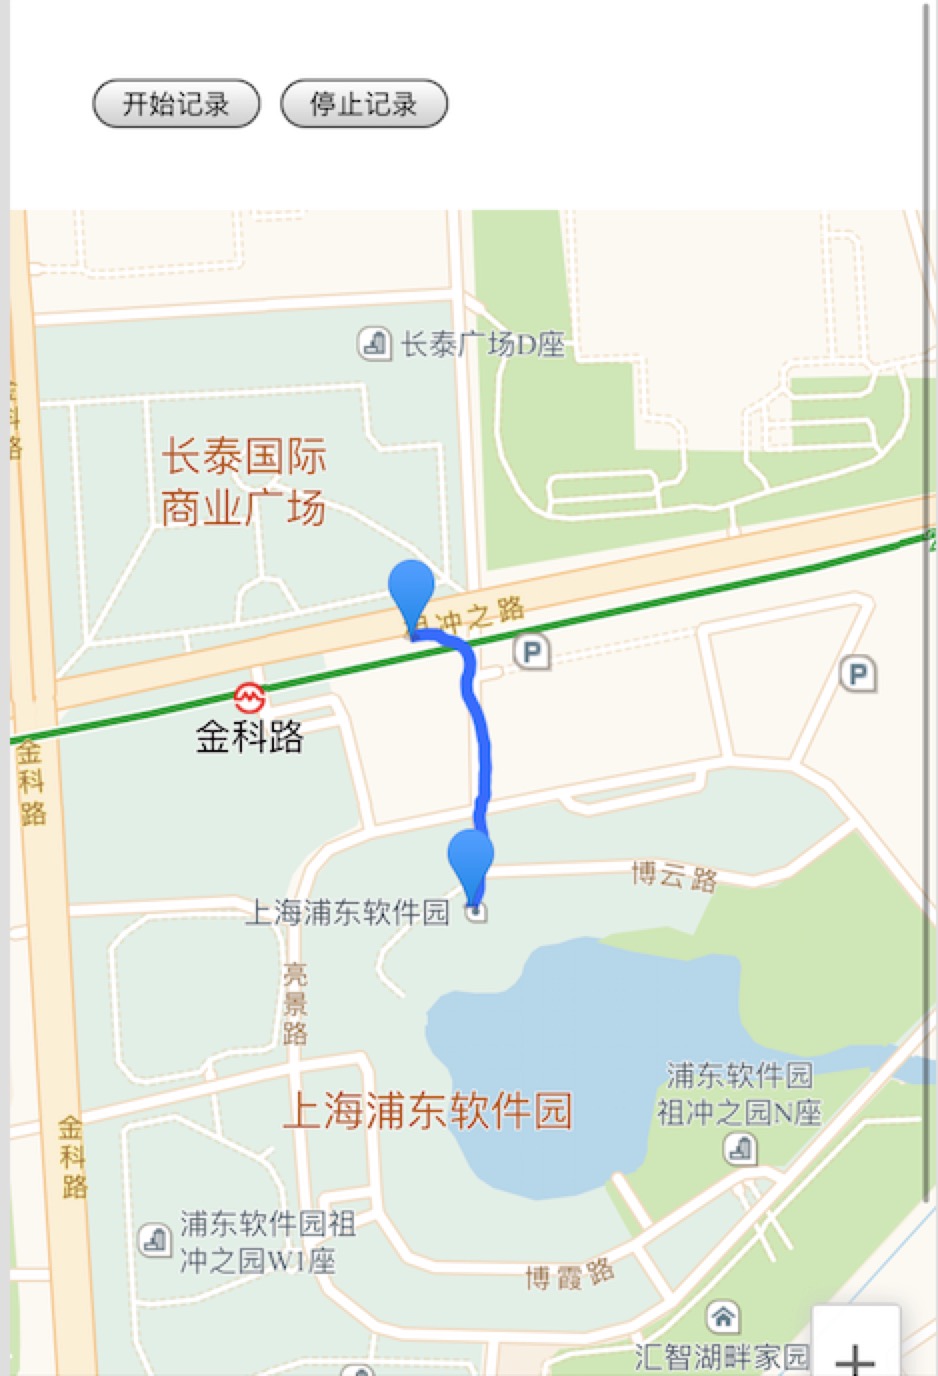 开始记录
停止记录
长泰广场D座
金科路
长泰国际
商业广场
祖冲之路
P
P
金科路
金科路
博云路
上海浦东软件园
亮景路
浦东软件园
祖冲之园N座
上海浦东软件园
金科路
浦东软件园祖
冲之园W1座
博霞路
汇智湖畔家园
+